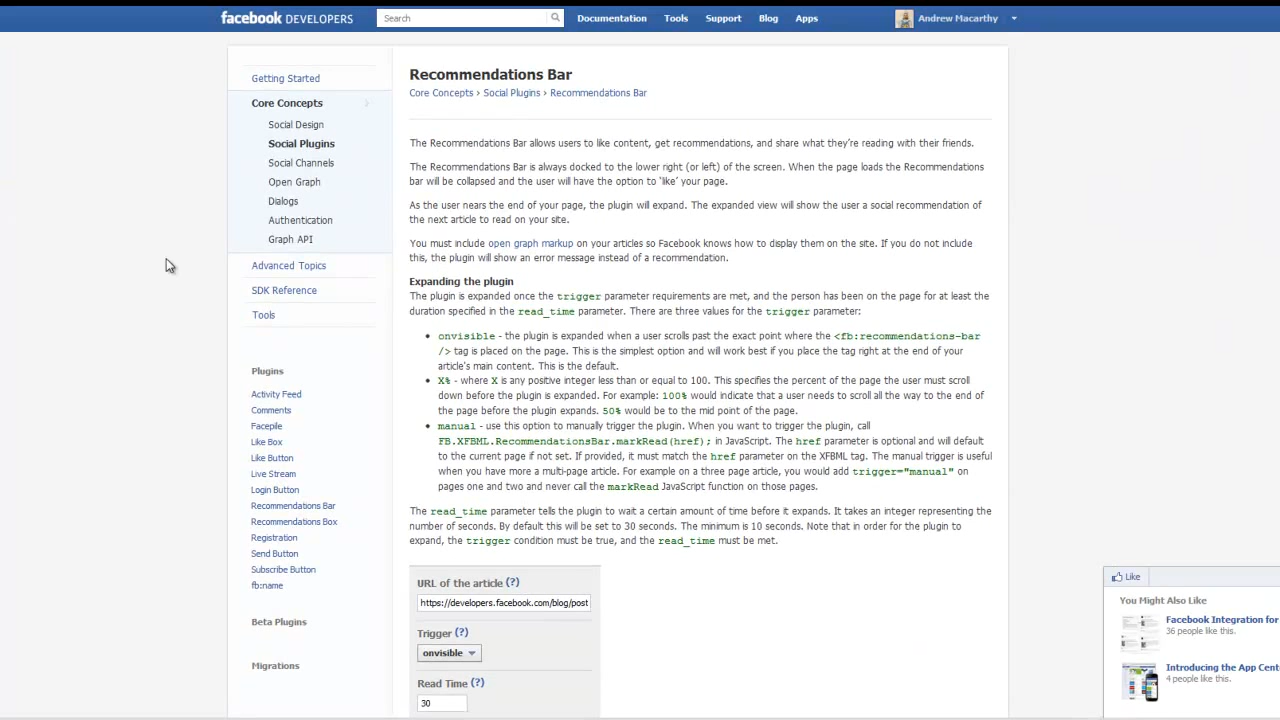 facebook DEVELOPERS
Search
Documentation Tools Support Blog Apps
Andrew Macarthy
Getting Started
Core Concepts
Social Design
Social Plugins
Social Channels
Open Graph
Dialogs
Authentication
Graph API
Advanced Topics
SDK Reference
Tools
Plugins
Activity Feed
Comments
Facepile
Like Box
Like Button
Live Stream
Login Button
Recommendations Bar
Recommendations Box
Registration
Send Button
Subscribe Button
fb:name
Beta Plugins
Migrations
Recommendations Bar
Core Concepts › Social Plugins › Recommendations Bar
The Recommendations Bar allows users to like content, get recommendations, and share what they're reading with their friends.
The Recommendations Bar is always docked to the lower right (or left) of the screen. When the page loads the Recommendations
bar will be collapsed and the user will have the option to 'like' your page.
As the user nears the end of your page, the plugin will expand. The expanded view will show the user a social recommendation of
the next article to read on your site.
You must include open graph markup on your articles so Facebook knows how to display them on the site. If you do not include
this, the plugin will show an error message instead of a recommendation.
Expanding the plugin
The plugin is expanded once the trigger parameter requirements are met, and the person has been on the page for at least the
duration specified in the read_time parameter. There are three values for the trigger parameter:
• onvisible - the plugin is expanded when a user scrolls past the exact point where the <fb:recommendations-bar
/> tag is placed on the page. This is the simplest option and will work best if you place the tag right at the end of your
article's main content. This is the default.
• X% - where X is any positive integer less than or equal to 100. This specifies the percent of the page the user must scroll
down before the plugin is expanded. For example: 100% would indicate that a user needs to scroll all the way to the end of
the page before the plugin expands. 50% would be to the mid point of the page.
• manual - use this option to manually trigger the plugin. When you want to trigger the plugin, call
FB.XFBML.RecommendationsBar.markRead(href); in JavaScript. The href parameter is optional and will default
to the current page if not set. If provided, it must match the href parameter on the XFBML tag. The manual trigger is useful
when you have more a multi-page article. For example on a three page article, you would add trigger="manual" on
pages one and two and never call the markRead JavaScript function on those pages.
The read_time parameter tells the plugin to wait a certain amount of time before it expands. It takes an integer representing the
number of seconds. By default this will be set to 30 seconds. The minimum is 10 seconds. Note that in order for the plugin to
expand, the trigger condition must be true, and the read_time must be met.
URL of the article (?)
https://developers.facebook.com/blog/post
Trigger (?)
onvisible
Read Time (?)
30
Like
You Might Also Like
Facebook Integration for
36 people like this.
Introducing the App Cent
4 people like this.